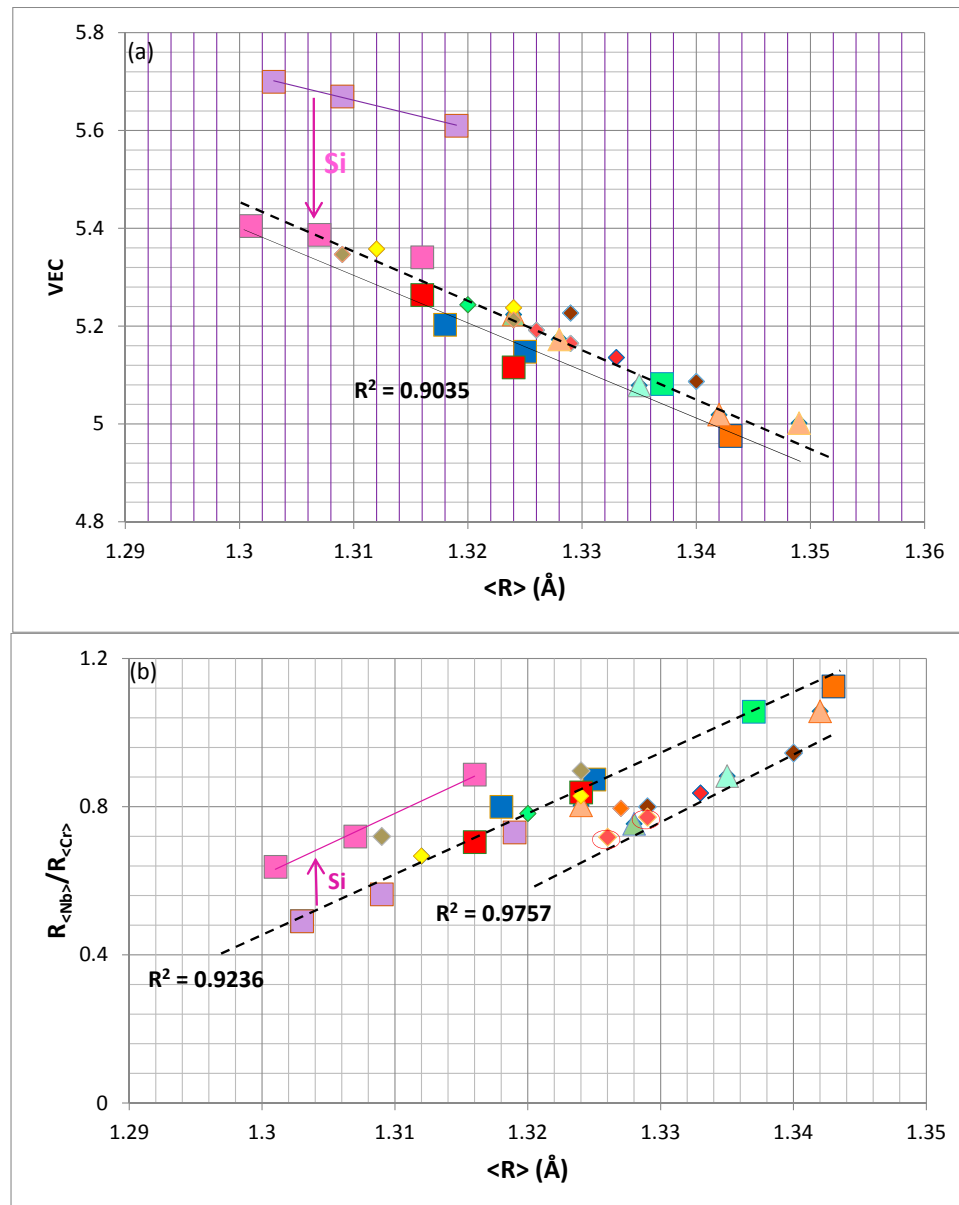 (a)
5.8
5.6
5.4
5.2
5
4.8
VEC
Si
R² = 0.9035
1.29 1.3 1.31 1.32 1.33 1.34 1.35 1.36
<R> (Å)
(b)
1.2
0.8
0.4
0
R<Nb>/R<Cr>
Si
R² = 0.9757
R² = 0.9236
1.29 1.3 1.31 1.32 1.33 1.34 1.35
<R> (Å)